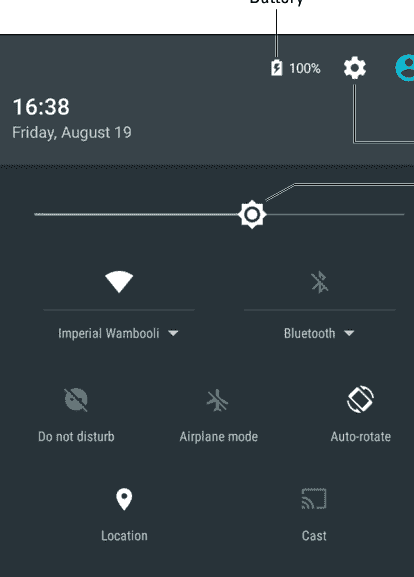 Battery
100%
16:38
Friday, August 19
Imperial Wambooli
Bluetooth
Do not disturb
Airplane mode
Auto-rotate
Location
Cast